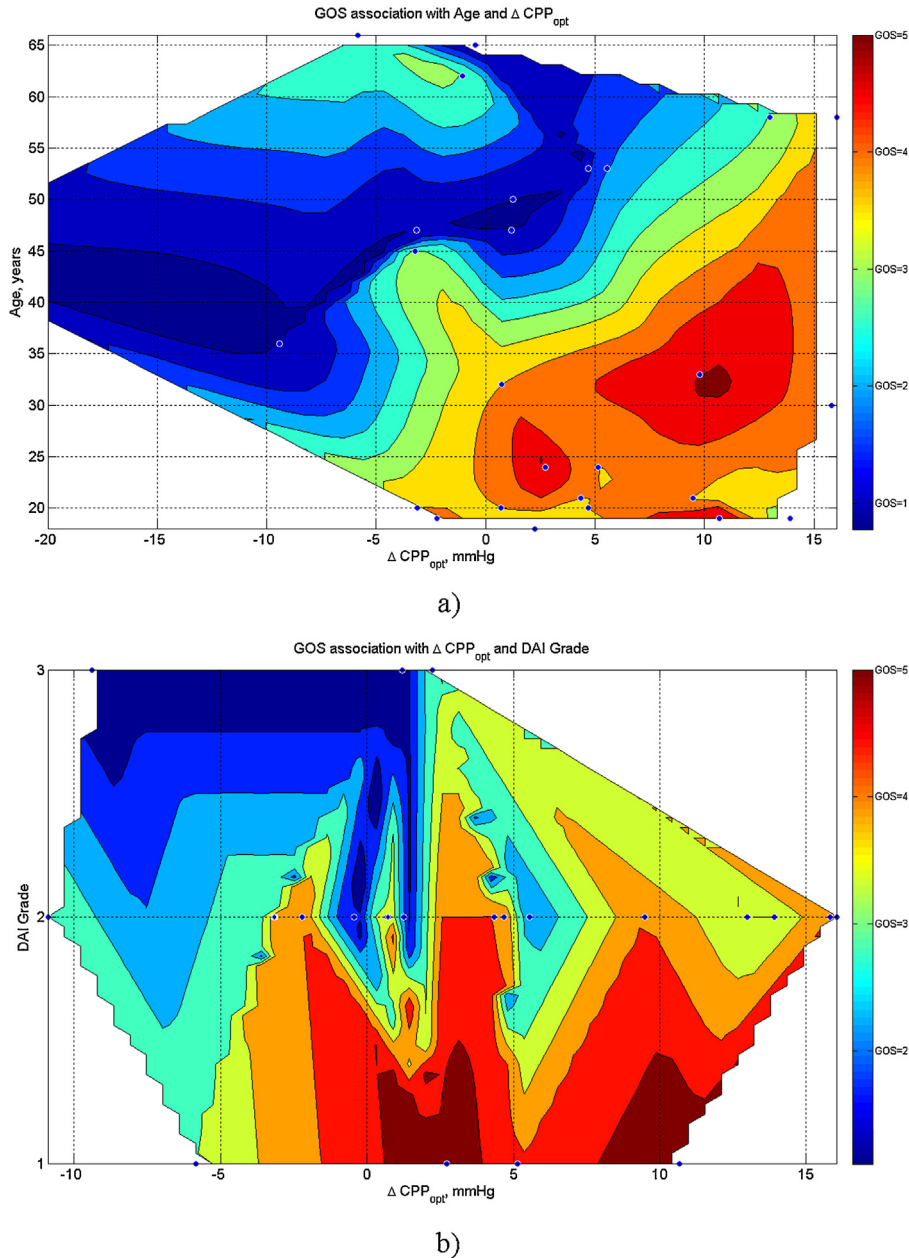 GOS association with Age and Δ CPPopt
65
60
55
50
45
40
35
30
25
20
18
Age, years
-20
-15
-10
-5
0
5
10
15
Δ CPPopt, mmHg
GOS=5
GOS=4
GOS=3
GOS=2
GOS=1
a)
GOS association with Δ CPPopt and DAI Grade
3
2
1
DAI Grade
-10
-5
0
5
10
15
Δ CPPopt, mmHg
GOS=5
GOS=4
GOS=3
GOS=2
b)